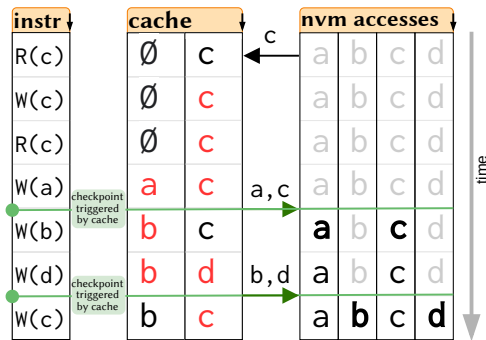 instr cache nvm accesses
c
R(c) Ø c a b c d
W(c) Ø c a b c d
R(c) Ø c a b c d
W(a) a c a b c d
checkpoint
triggered
by cache
a,c
W(b) b c a b c d
W(d) b d a b c d
checkpoint
triggered
by cache
b,d
W(c) b c a b c d
time